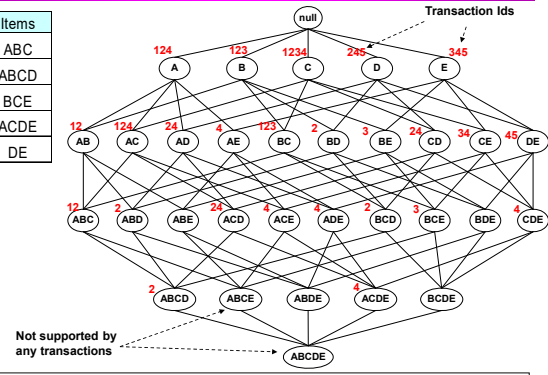 Items
ABC
ABCD
BCE
ACDE
DE
null
Transaction Ids
124 123 1234 245 345
A B C D E
12 124 24 4 123 2 3 24 34 45
AB AC AD AE BC BD BE CD CE DE
12 2 24 4 4 2 3 4
ABC ABD ABE ACD ACE ADE BCD BCE BDE CDE
2 4
ABCD ABCE ABDE ACDE BCDE
Not supported by
any transactions
ABCDE